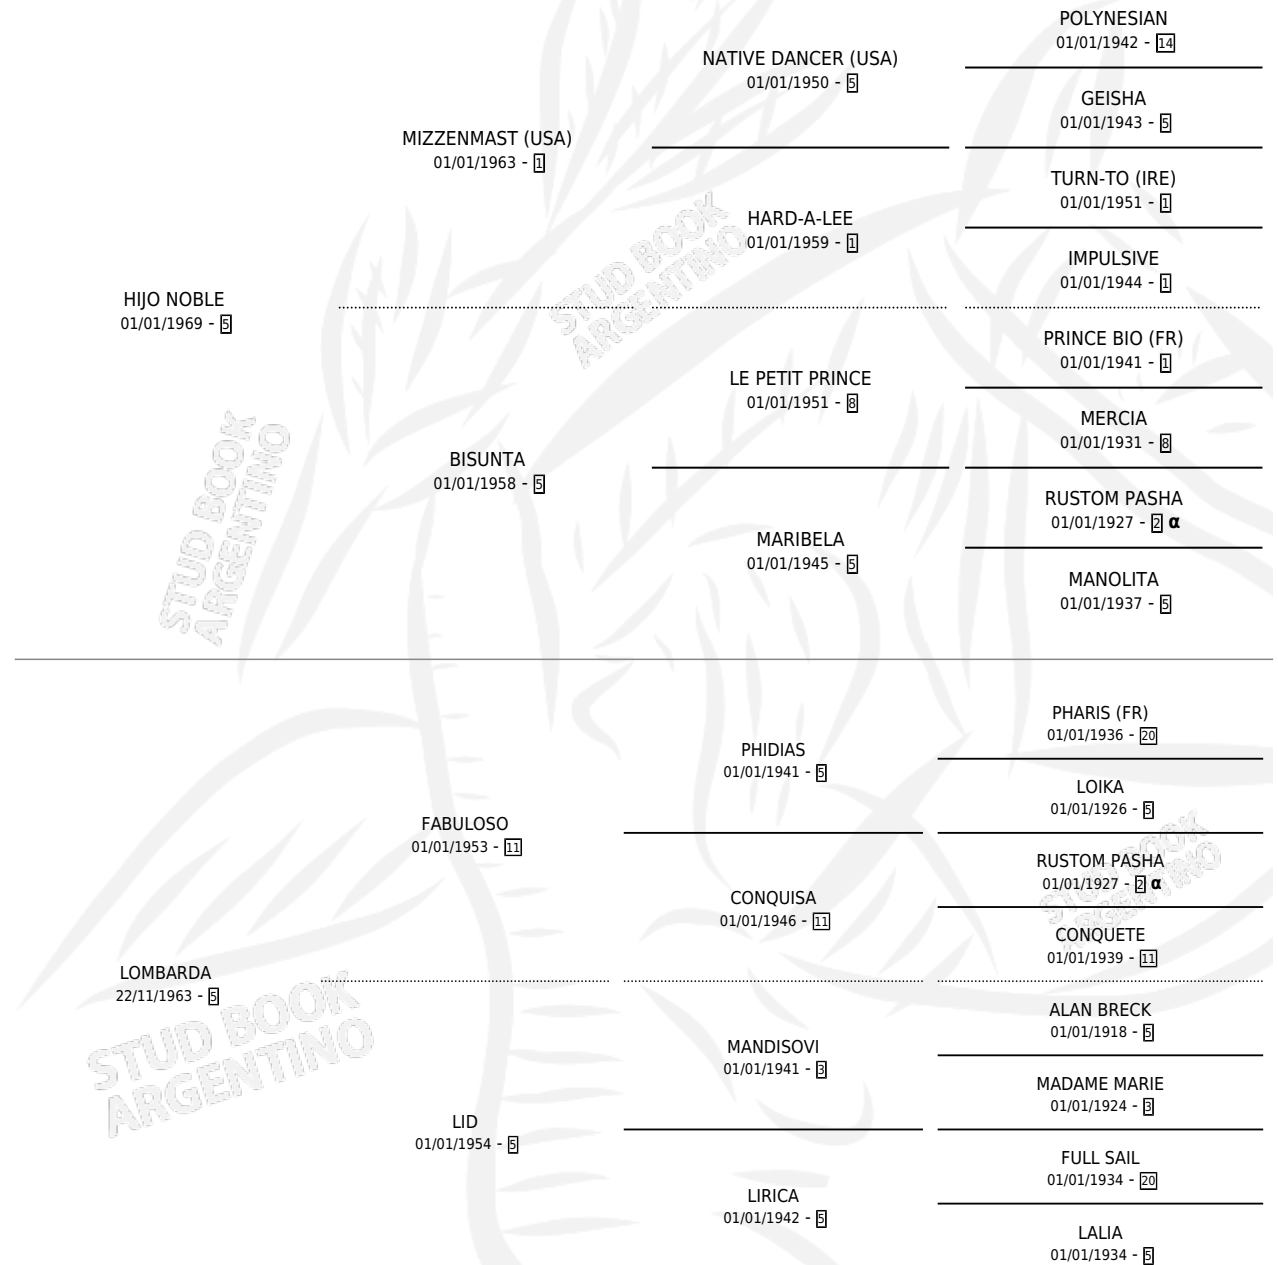 POLYNESIAN
01/01/1942 - 14
NATIVE DANCER (USA)
01/01/1950 - 5
GEISHA
01/01/1943 - 5
MIZZENMAST (USA)
01/01/1963 - 1
TURN-TO (IRE)
01/01/1951 - 1
HARD-A-LEE
01/01/1959 - 1
IMPULSIVE
01/01/1944 - 1
HIJO NOBLE
01/01/1969 - 5
PRINCE BIO (FR)
01/01/1941 - 1
LE PETIT PRINCE
01/01/1951 - 8
MERCIA
01/01/1931 - 8
BISUNTA
01/01/1958 - 5
RUSTOM PASHA
01/01/1927 - 2 α
MARIBELA
01/01/1945 - 5
MANOLITA
01/01/1937 - 5
PHARIS (FR)
01/01/1936 - 20
PHIDIAS
01/01/1941 - 5
LOIKA
01/01/1926 - 5
FABULOSO
01/01/1953 - 11
RUSTOM PASHA
01/01/1927 - 2 α
CONQUISA
01/01/1946 - 11
CONQUETE
01/01/1939 - 11
LOMBARDA
22/11/1963 - 5
ALAN BRECK
01/01/1918 - 5
MANDISOVI
01/01/1941 - 3
MADAME MARIE
01/01/1924 - 3
LID
01/01/1954 - 5
FULL SAIL
01/01/1934 - 20
LIRICA
01/01/1942 - 5
LALIA
01/01/1934 - 5
STUD BOOK
ARGENTINO
STUD BOOK
ARGENTINO
STUD BOOK
ARGENTINO
STUD BOOK
ARGENTINO